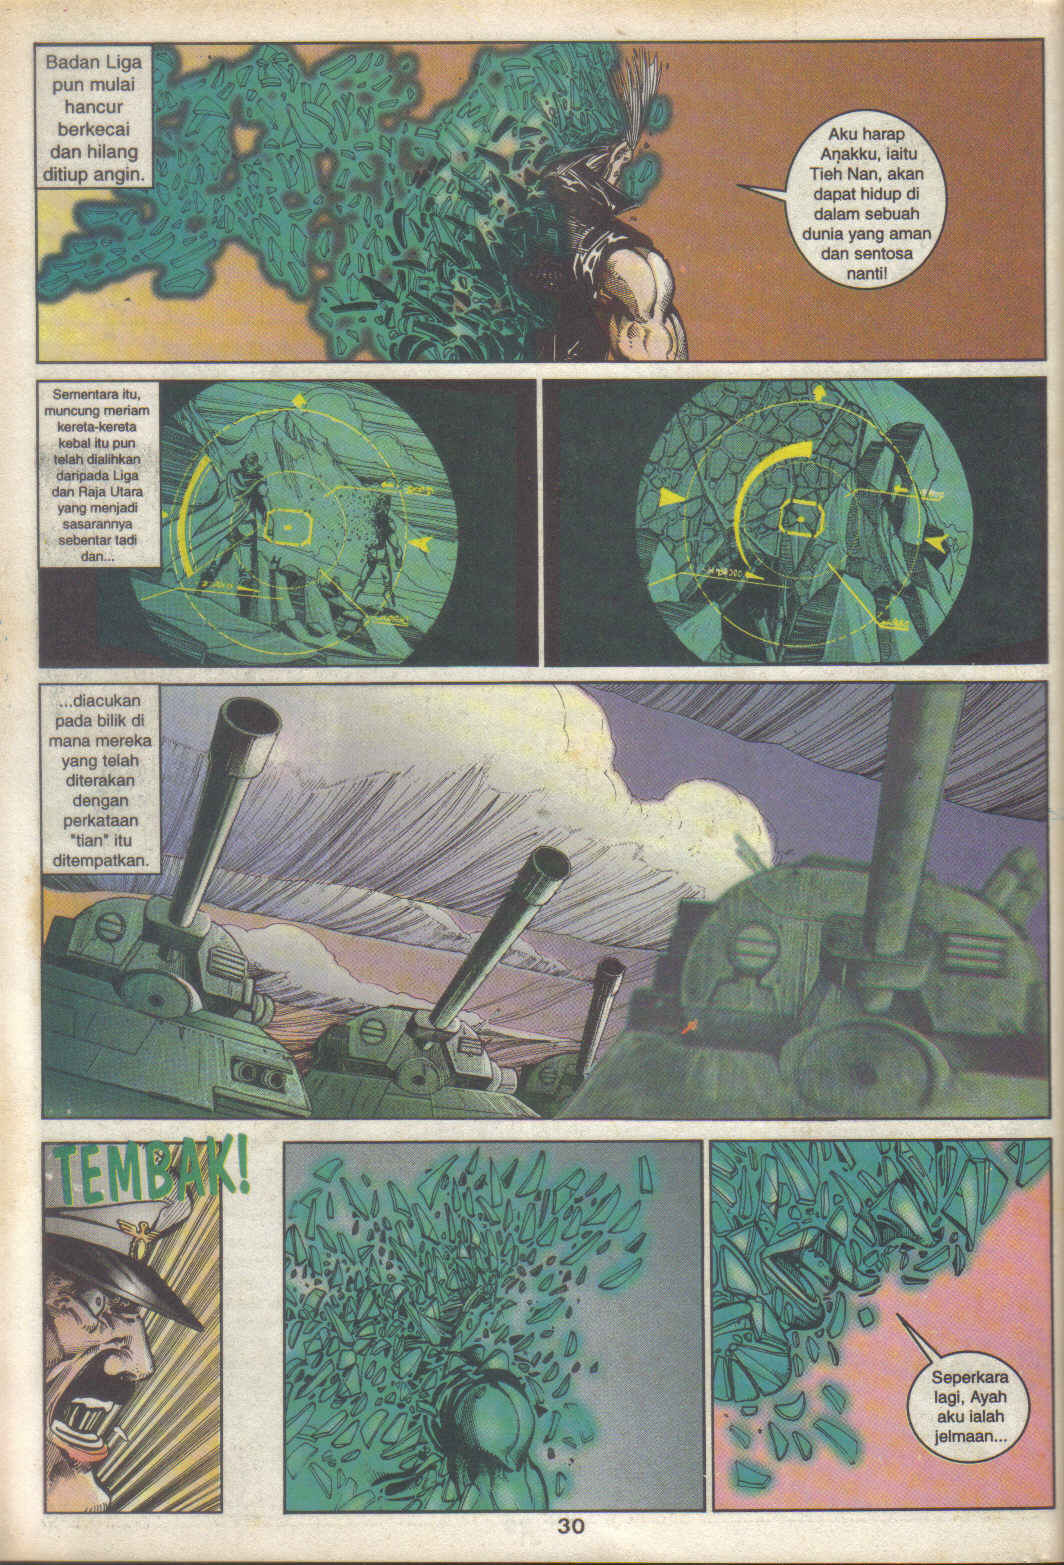 Badan Liga
pun mulai
hancur
berkecai
dan hilang
ditiup angin.
Aku harap
Anakku, iaitu
Tieh Nan, akan
dapat hidup di
dalam sebuah
dunia yang aman
dan sentosa
nanti!
Sementara itu,
muncung meriam
kereta-kereta
kebal itu pun
telah dialihkan
daripada Liga
dan Raja Utara
yang menjadi
sasarannya
sebentar tadi
dan...
...diacukan
pada bilik di
mana mereka
yang telah
diterakan
dengan
perkataan
"tian" itu
ditempatkan.
TEMBAK!
Seperkara
lagi, Ayah
aku ialah
jelmaan...
30